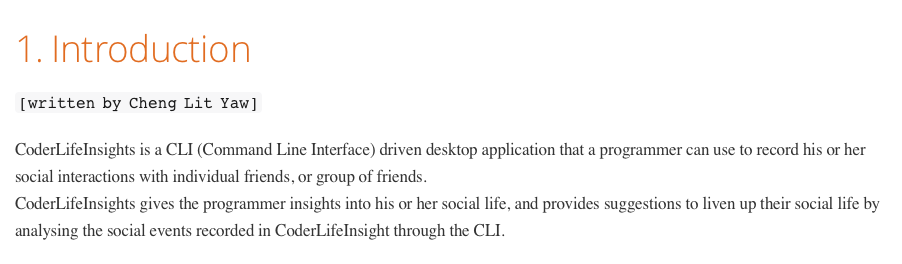 1. Introduction
[written by Cheng Lit Yaw]
CoderLifeInsights is a CLI (Command Line Interface) driven desktop application that a programmer can use to record his or her
social interactions with individual friends, or group of friends.
CoderLifeInsights gives the programmer insights into his or her social life, and provides suggestions to liven up their social life by
analysing the social events recorded in CoderLifeInsight through the CLI.